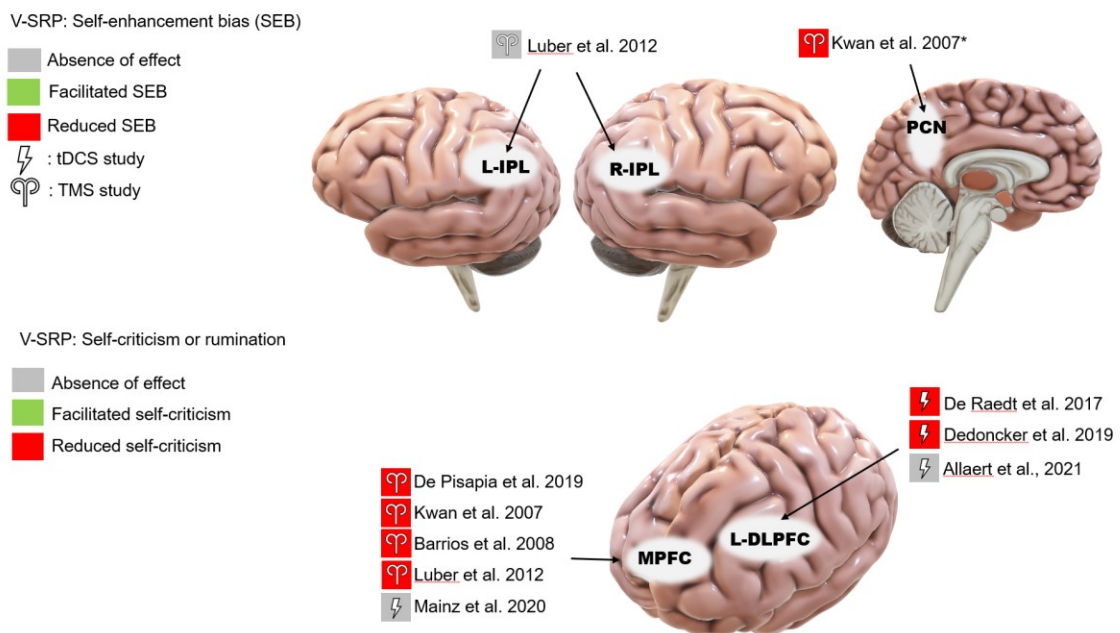 V-SRP: Self-enhancement bias (SEB)
Absence of effect
Facilitated SEB
Reduced SEB
: tDCS study
: TMS study
Luber et al. 2012
Kwan et al. 2007*
L-IPL
R-IPL
PCN
V-SRP: Self-criticism or rumination
Absence of effect
Facilitated self-criticism
Reduced self-criticism
De Raedt et al. 2017
Dedoncker et al. 2019
Allaert et al., 2021
De Pisapia et al. 2019
Kwan et al. 2007
Barrios et al. 2008
Luber et al. 2012
Mainz et al. 2020
MPFC
L-DLPFC